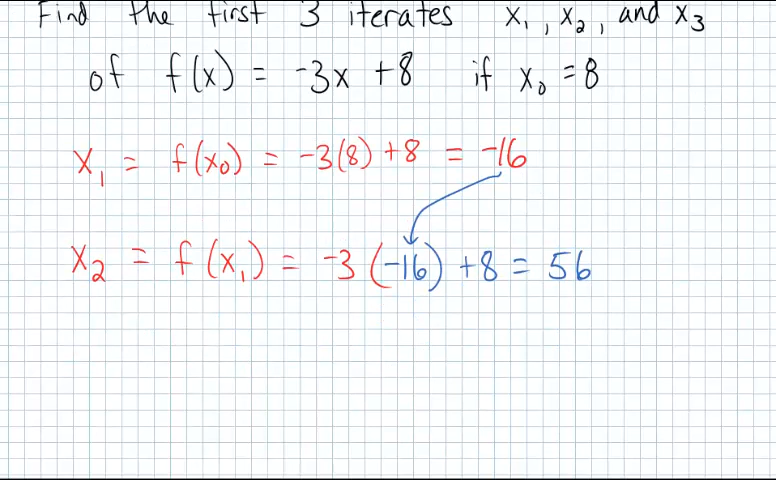 Find the first 3 iterates x₁, x₂, and x₃
of f(x) = -3x +8 if x₀ = 8
x₁ = f(x₀) = -3(8) +8 = -16
x₂ = f(x₁) = -3(-16) +8 = 56